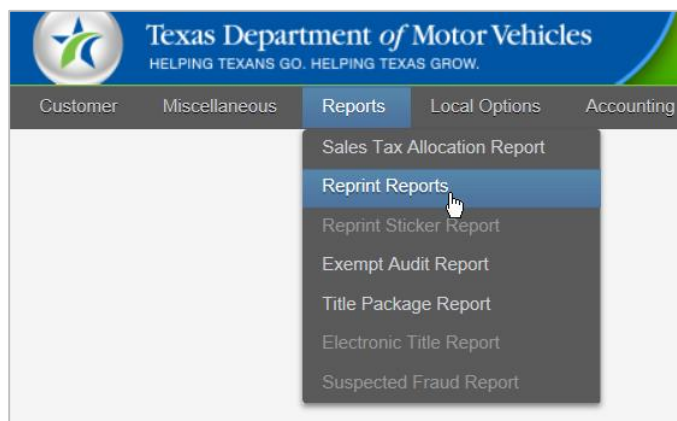 Texas Department of Motor Vehicles
HELPING TEXANS GO. HELPING TEXAS GROW.
Customer Miscellaneous Reports Local Options Accounting
Sales Tax Allocation Report
Reprint Reports
Reprint Sticker Report
Exempt Audit Report
Title Package Report
Electronic Title Report
Suspected Fraud Report